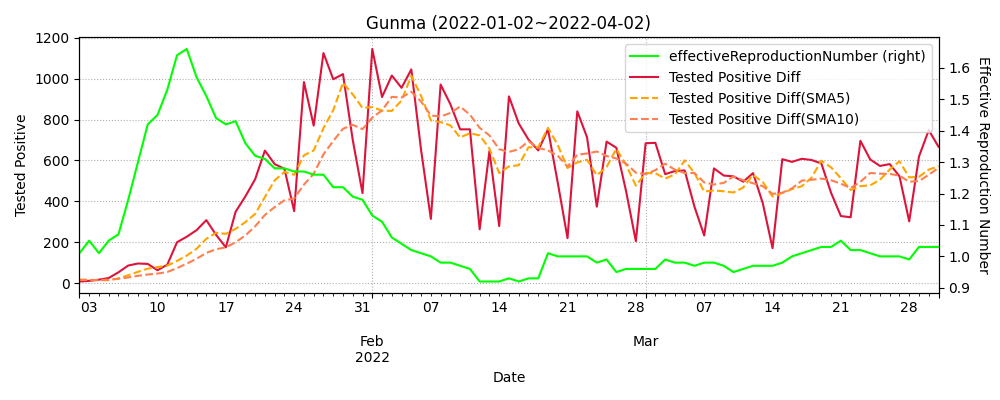 Gunma (2022-01-02~2022-04-02)
effectiveReproductionNumber (right)
Tested Positive Diff
Tested Positive Diff(SMA5)
Tested Positive Diff(SMA10)
Tested Positive
1200
1000
800
600
400
200
0
Effective Reproduction Number
1.6
1.5
1.4
1.3
1.2
1.1
1.0
0.9
03 10 17 24 31 07 14 21 28 07 14 21 28
Feb Mar
2022
Date